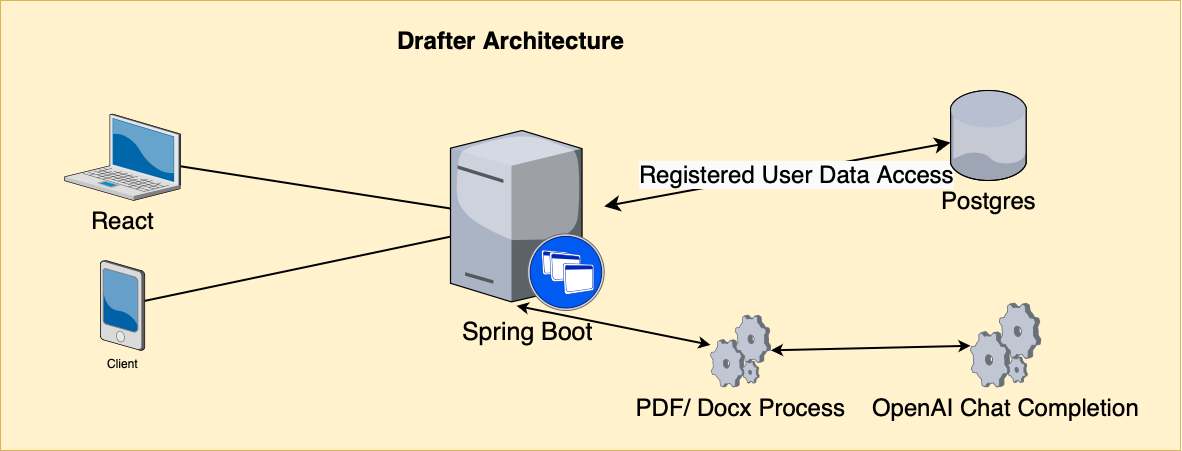 Drafter Architecture
React
Client
Spring Boot
Registered User Data Access
Postgres
PDF/ Docx Process
OpenAI Chat Completion